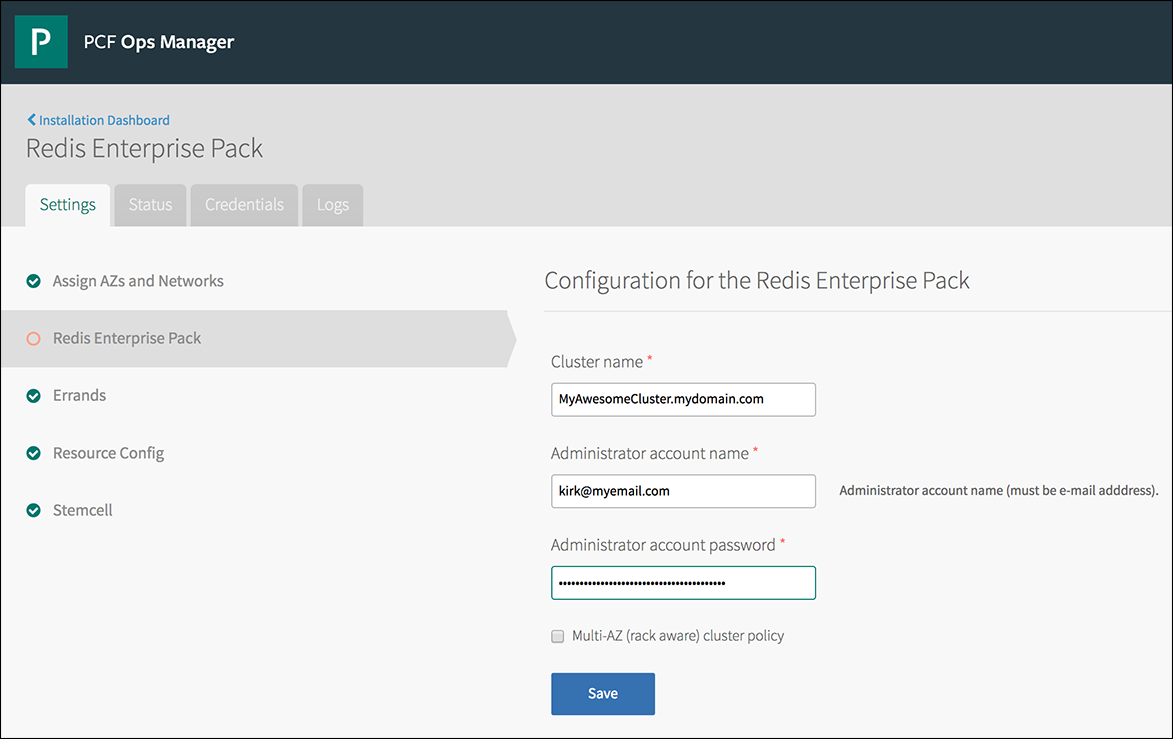 P
PCF Ops Manager
Installation Dashboard
Redis Enterprise Pack
Settings
Status
Credentials
Logs
Assign AZs and Networks
Redis Enterprise Pack
Errands
Resource Config
Stemcell
Configuration for the Redis Enterprise Pack
Cluster name *
MyAwesomeCluster.mydomain.com
Administrator account name *
kirk@myemail.com
Administrator account name (must be e-mail adddress).
Administrator account password *
Multi-AZ (rack aware) cluster policy
Save